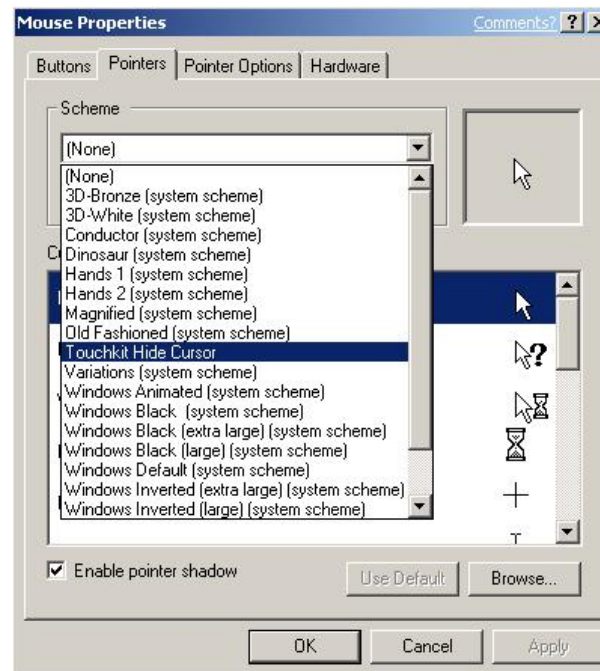 Mouse Properties Comments? ? X
Buttons Pointers Pointer Options Hardware
Scheme
(None)
(None)
3D-Bronze (system scheme)
3D-White (system scheme)
Conductor (system scheme)
Dinosaur (system scheme)
Hands 1 (system scheme)
Hands 2 (system scheme)
Magnified (system scheme)
Old Fashioned (system scheme)
Touchkit Hide Cursor
Variations (system scheme)
Windows Animated (system scheme)
Windows Black (system scheme)
Windows Black (extra large) (system scheme)
Windows Black (large) (system scheme)
Windows Default (system scheme)
Windows Inverted (extra large) (system scheme)
Windows Inverted (large) (system scheme)
Enable pointer shadow
Use Default Browse...
OK Cancel Apply